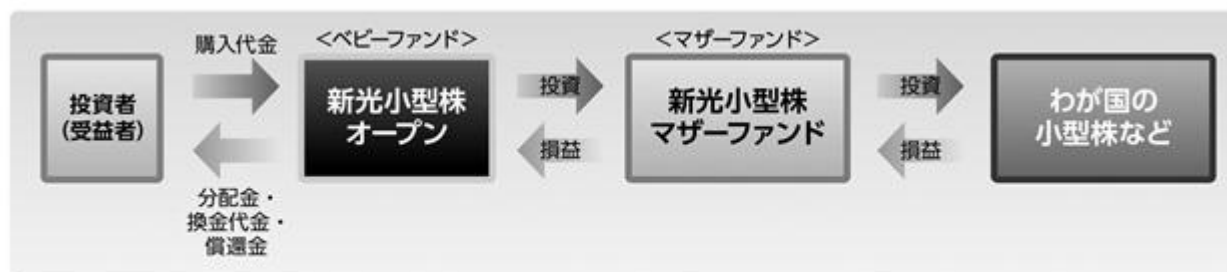 購入代金
<ベビーファンド>
<マザーファンド>
投資者
(受益者)
新光小型株
オープン
投資
損益
新光小型株
マザーファンド
投資
損益
わが国の
小型株など
分配金・
換金代金・
償還金